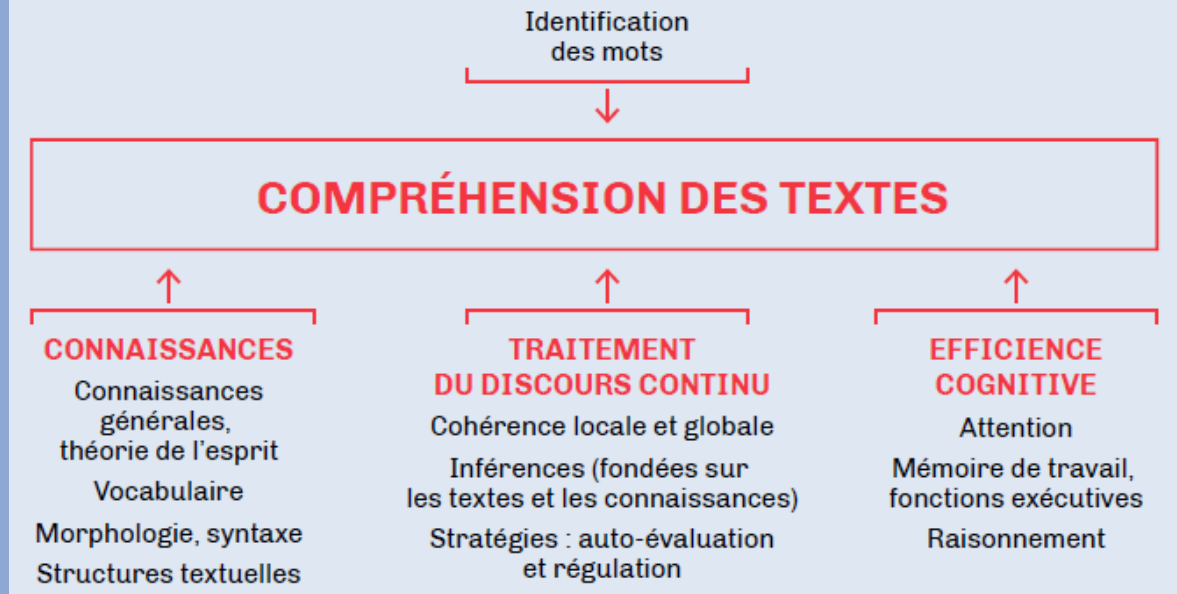 Identification
des mots
COMPRÉHENSION DES TEXTES
CONNAISSANCES
Connaissances
générales,
théorie de l'esprit
Vocabulaire
Morphologie, syntaxe
Structures textuelles
TRAITEMENT
DU DISCOURS CONTINU
Cohérence locale et globale
Inférences (fondées sur
les textes et les connaissances)
Stratégies : auto-évaluation
et régulation
EFFICIENCE
COGNITIVE
Attention
Mémoire de travail,
fonctions exécutives
Raisonnement